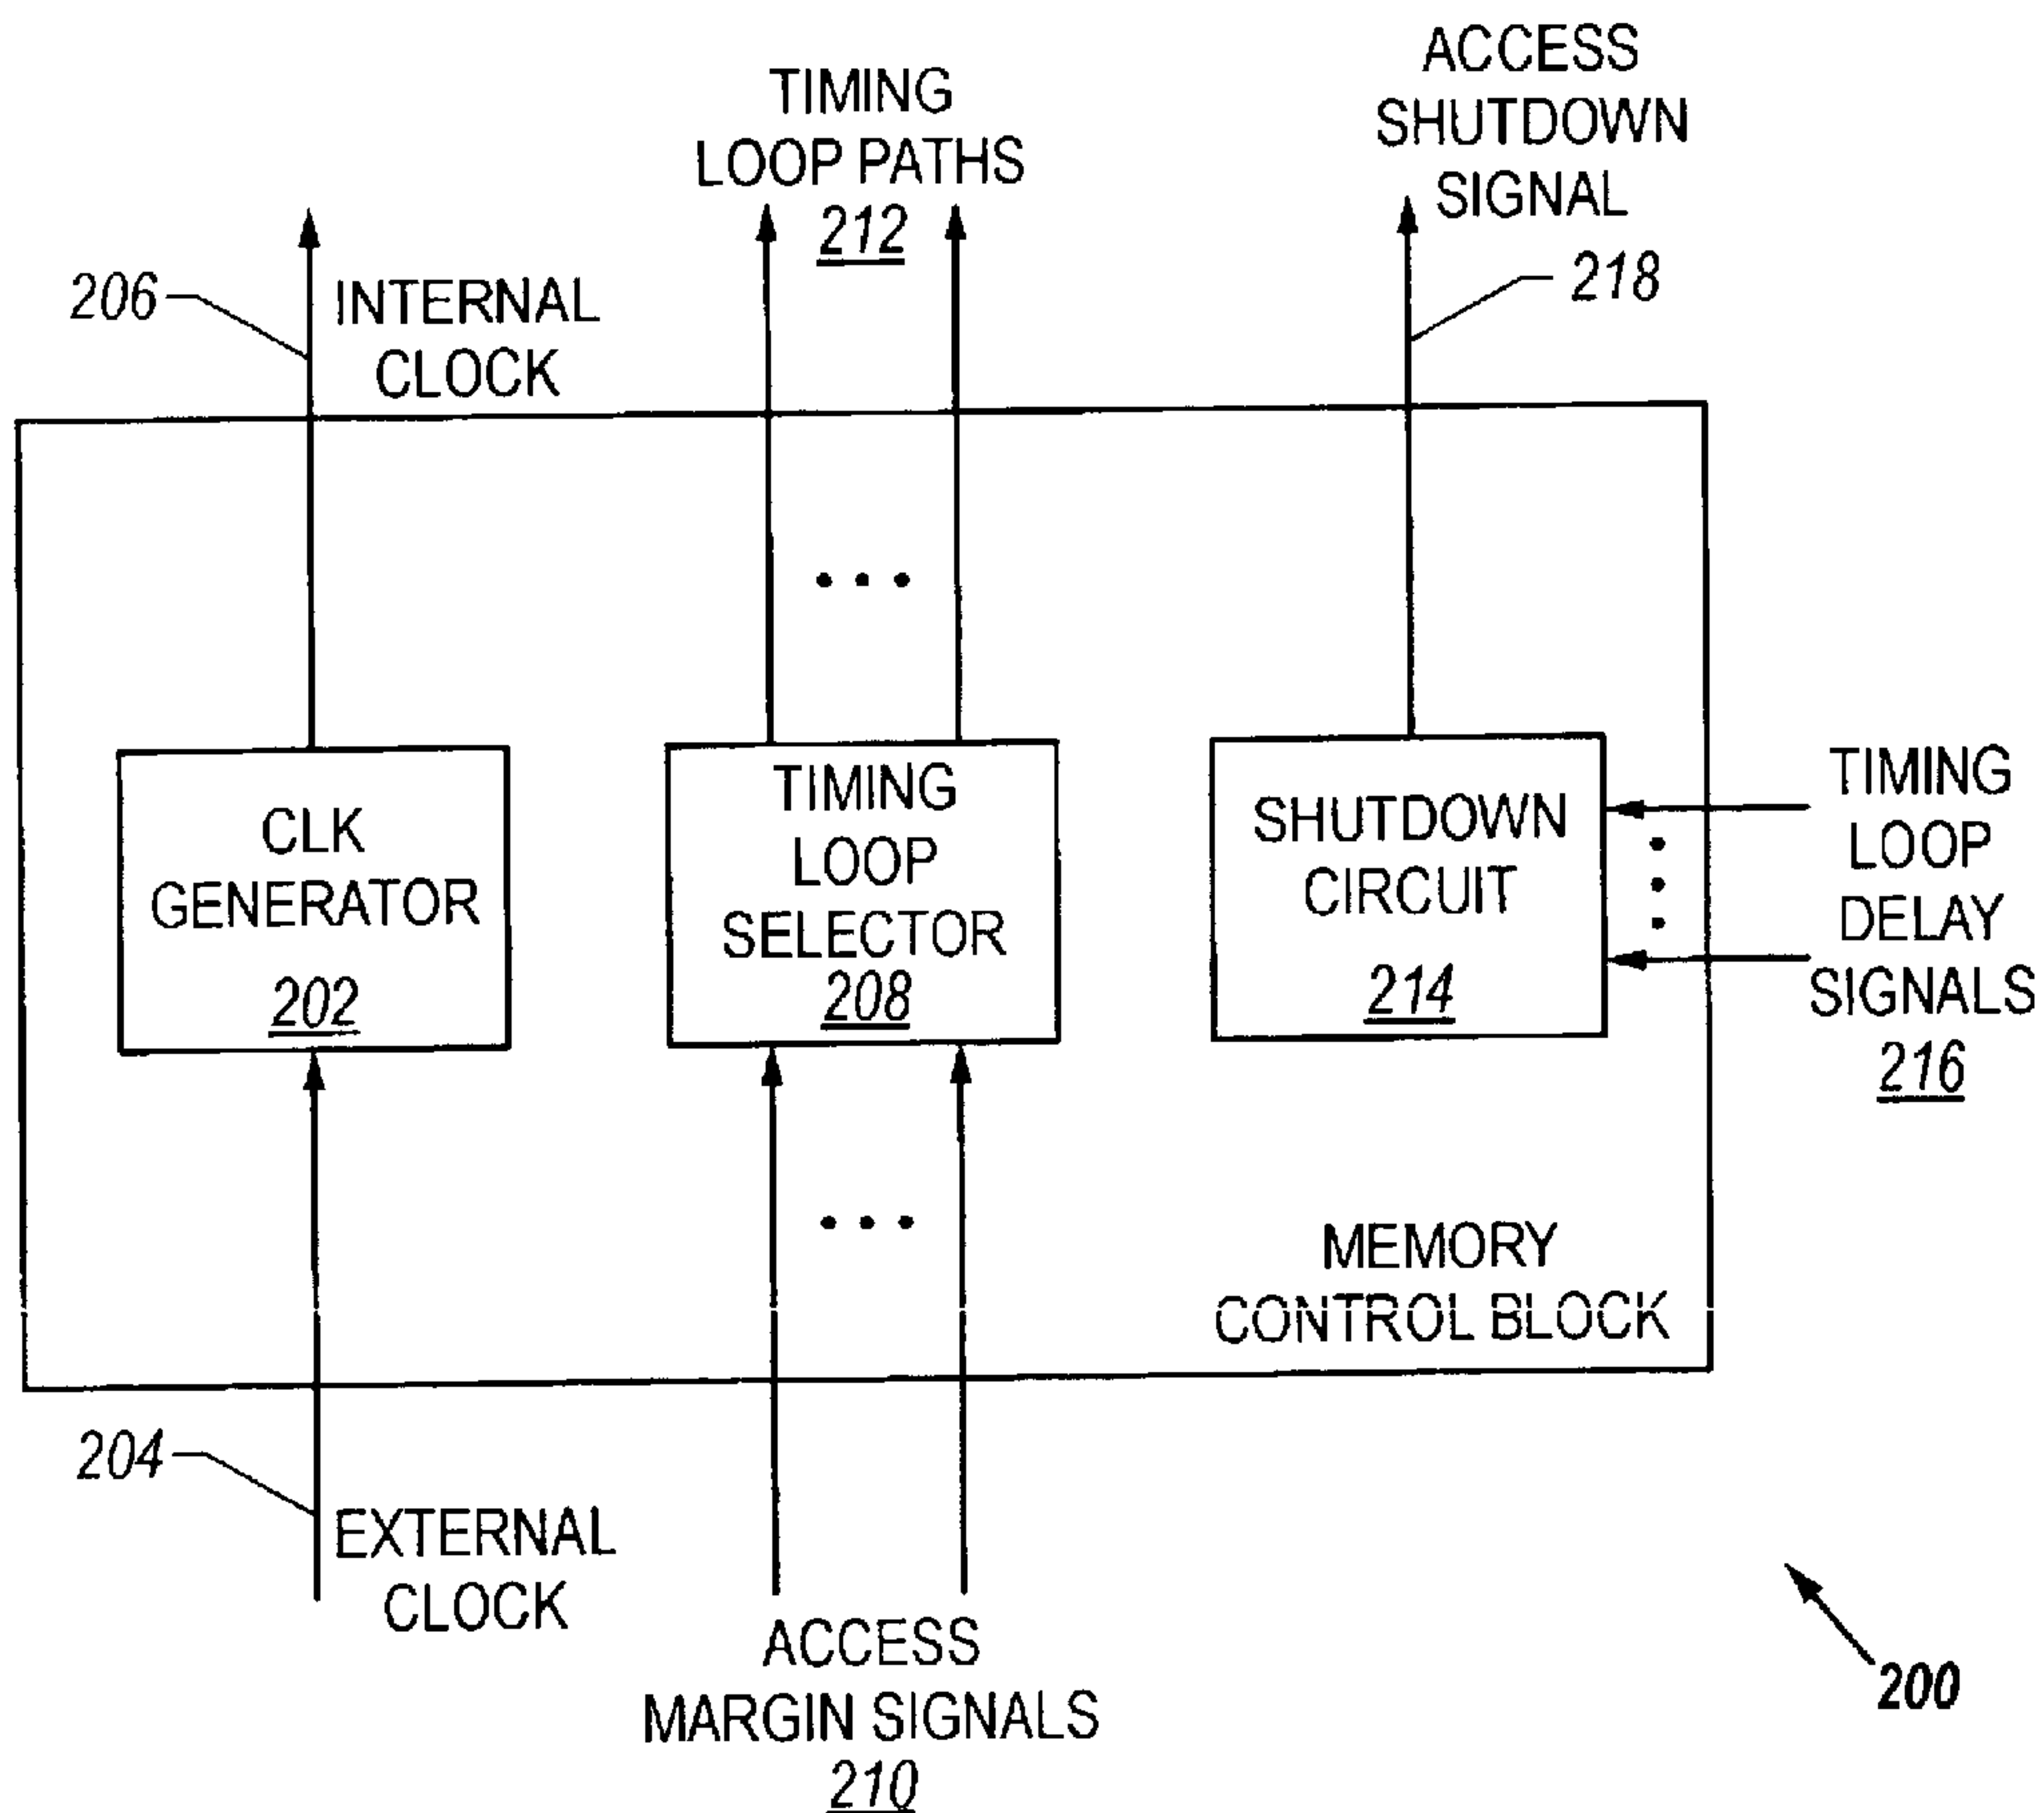 ACCESS
SHUTDOWN
SIGNAL
218
TIMING
LOOP PATHS
212
206
INTERNAL
CLOCK
CLK
GENERATOR
202
TIMING
LOOP
SELECTOR
208
SHUTDOWN
CIRCUIT
214
TIMING
LOOP
DELAY
SIGNALS
216
MEMORY
CONTROL BLOCK
204
EXTERNAL
CLOCK
ACCESS
MARGIN SIGNALS
210
200